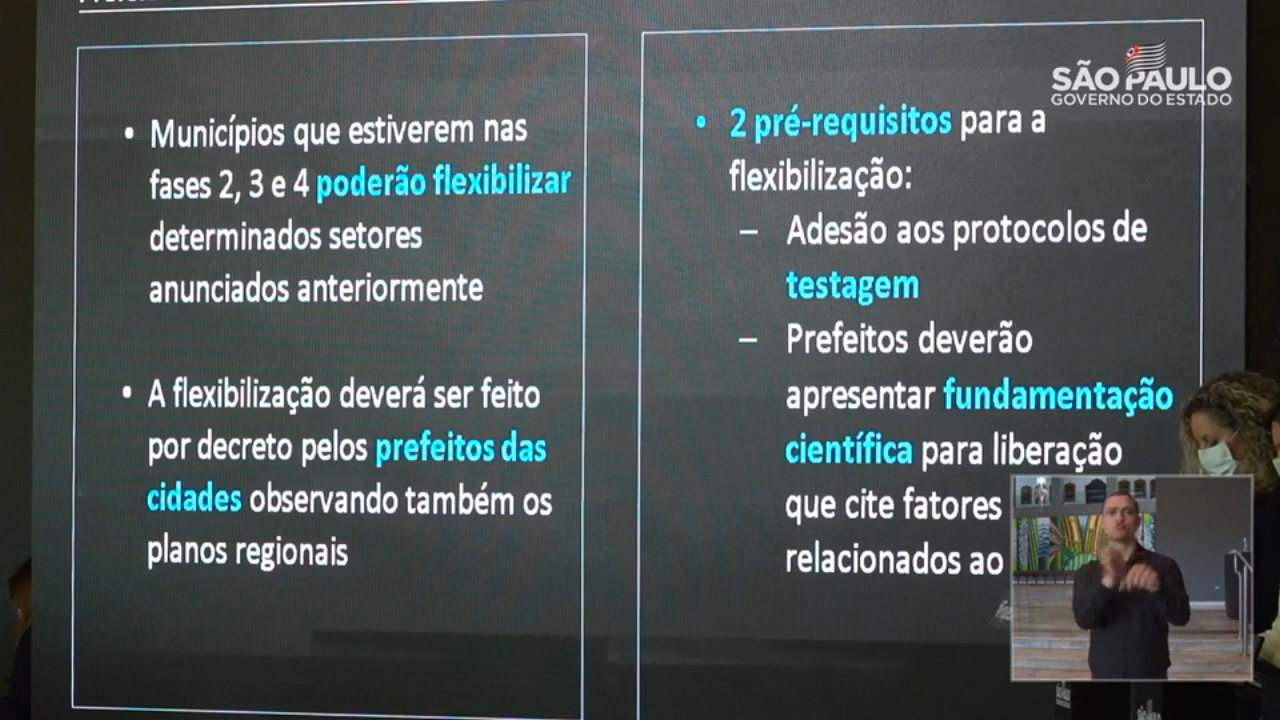 Municípios que estiverem nas
fases 2, 3 e 4 poderão flexibilizar
determinados setores
anunciados anteriormente
A flexibilização deverá ser feito
por decreto pelos prefeitos das
cidades observando também os
planos regionais
SÃO PAULO
GOVERNO DO ESTADO
• 2 pré-requisitos para a
flexibilização:
– Adesão aos protocolos de
testagem
– Prefeitos deverão
apresentar fundamentação
científica para liberação
que cite fatores
relacionados ao